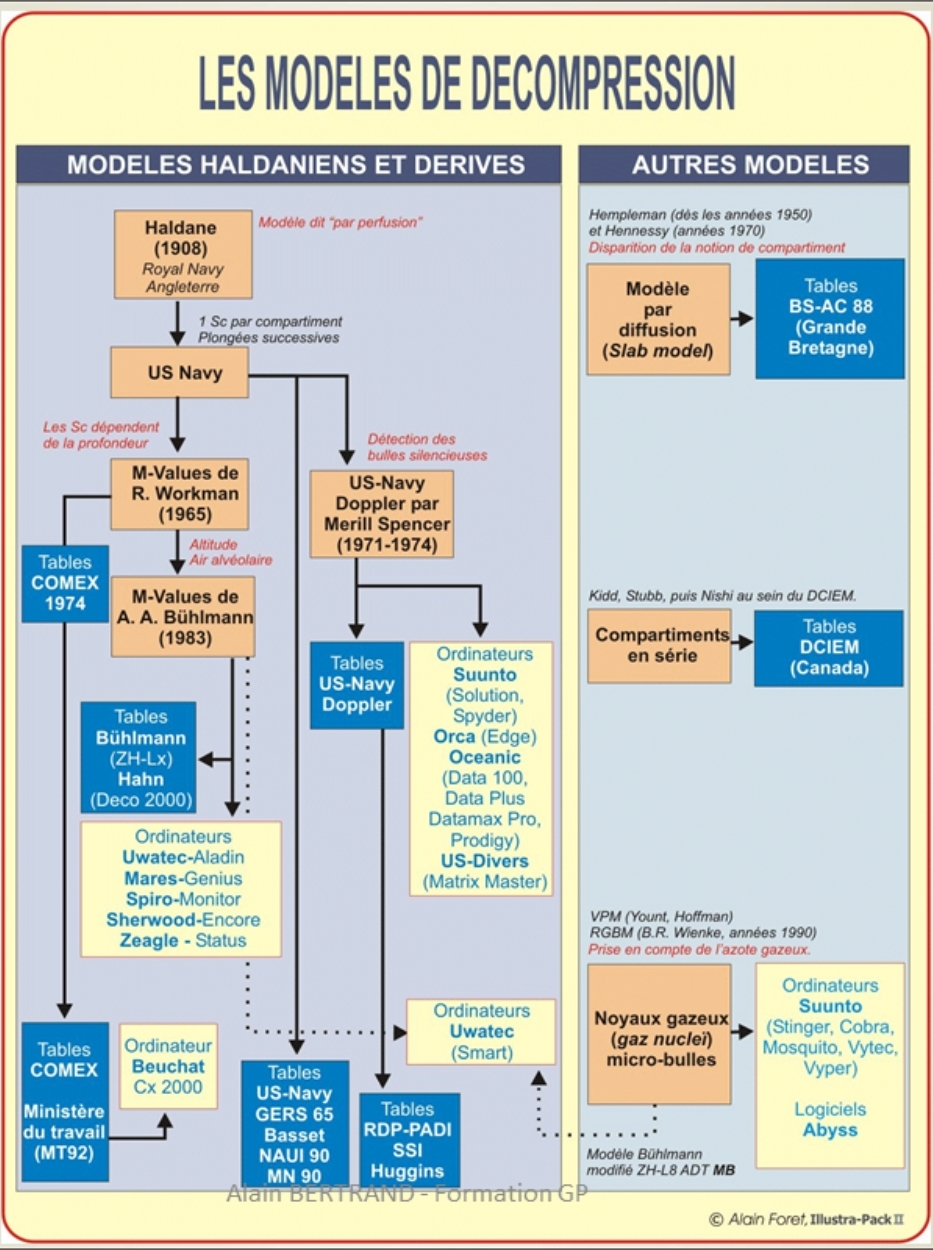 LES MODELES DE DECOMPRESSION
MODELES HALDANIENS ET DERIVES
Haldane
(1908)
Royal Navy
Angleterre
Modèle dit "par perfusion"
1 Sc par compartiment
Plongées successives
US Navy
Les Sc dépendent
de la profondeur
Détection des
bulles silencieuses
M-Values de
R. Workman
(1965)
US-Navy
Doppler par
Merill Spencer
(1971-1974)
Altitude
Air alvéolaire
Tables
COMEX
1974
M-Values de
A. A. Bühlmann
(1983)
Tables
US-Navy
Doppler
Ordinateurs
Suunto
(Solution,
Spyder)
Orca (Edge)
Oceanic
(Data 100,
Data Plus
Datamax Pro,
Prodigy)
US-Divers
(Matrix Master)
Tables
Bühlmann
(ZH-Lx)
Hahn
(Deco 2000)
Ordinateurs
Uwatec-Aladin
Mares-Genius
Spiro-Monitor
Sherwood-Encore
Zeagle - Status
Ordinateurs
Uwatec
(Smart)
Tables
COMEX
Ministère
du travail
(MT92)
Ordinateur
Beuchat
Cx 2000
Tables
US-Navy
GERS 65
Basset
NAUI 90
MN 90
Tables
RDP-PADI
SSI
Huggins
AUTRES MODELES
Hempleman (dès les années 1950)
et Hennessy (années 1970)
Disparition de la notion de compartiment
Modèle
par
diffusion
(Slab model)
Tables
BS-AC 88
(Grande
Bretagne)
Kidd, Stubb, puis Nishi au sein du DCIEM.
Compartiments
en série
Tables
DCIEM
(Canada)
VPM (Yount, Hoffman)
RGBM (B.R. Wienke, années 1990)
Prise en compte de l'azote gazeux.
Noyaux gazeux
(gaz nucleï)
micro-bulles
Ordinateurs
Suunto
(Stinger, Cobra,
Mosquito, Vytec,
Vyper)
Logiciels
Abyss
Modèle Bühlmann
modifié ZH-L8 ADT MB
Alain BERTRAND - Formation GP
© Alain Foret, Illustra-Pack II